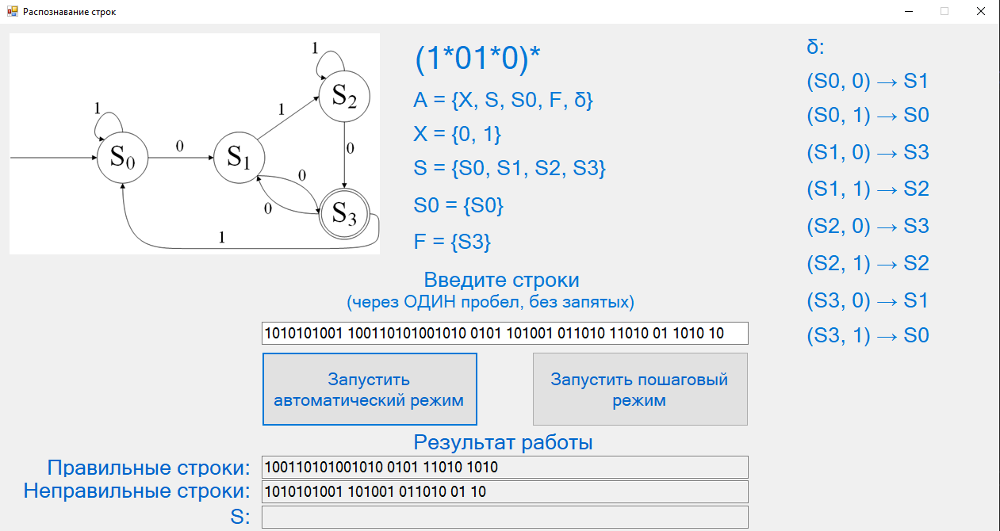 Распознавание строк
1
S2
1
1
0
S0
0
S1
0
0
S3
1
(1*01*0)*
A = {X, S, S0, F, δ}
X = {0, 1}
S = {S0, S1, S2, S3}
S0 = {S0}
F = {S3}
δ:
(S0, 0) → S1
(S0, 1) → S0
(S1, 0) → S3
(S1, 1) → S2
(S2, 0) → S3
(S2, 1) → S2
(S3, 0) → S1
(S3, 1) → S0
Введите строки
(через ОДИН пробел, без запятых)
1010101001 100110101001010 0101 101001 011010 11010 01 1010 10
Запустить
автоматический режим
Запустить пошаговый
режим
Результат работы
Правильные строки: 100110101001010 0101 11010 1010
Неправильные строки: 1010101001 101001 011010 01 10
S: